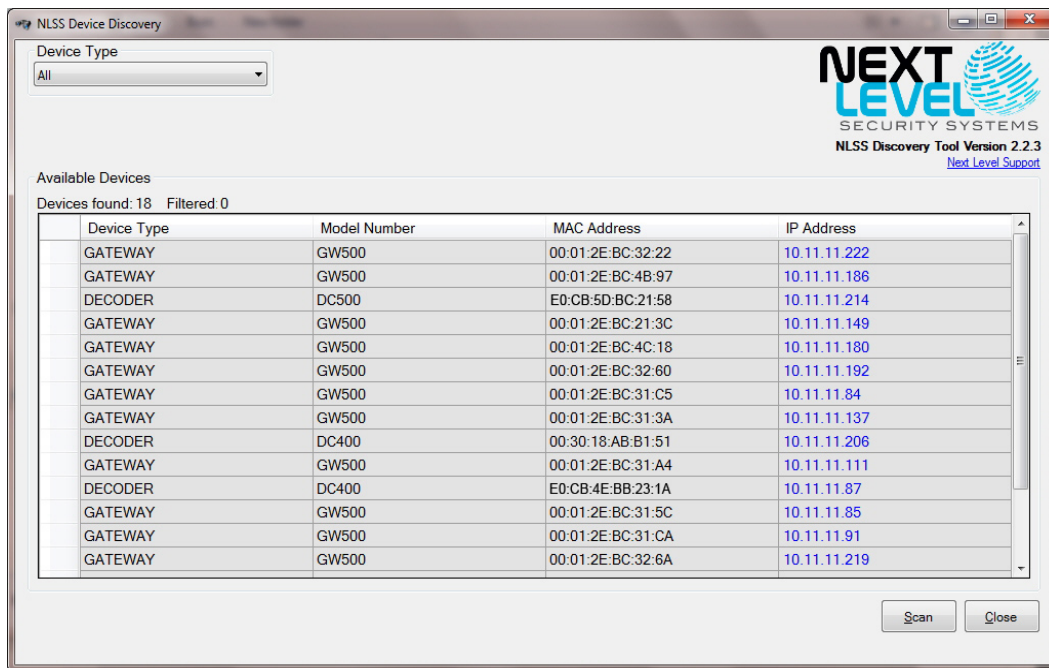 NLSS Device Discovery
Device Type
All
NEXT
LEVEL
SECURITY SYSTEMS
NLSS Discovery Tool Version 2.2.3
Next Level Support
Available Devices
Devices found: 18 Filtered: 0
Device Type Model Number MAC Address IP Address
GATEWAY GW500 00:01:2E:BC:32:22 10.11.11.222
GATEWAY GW500 00:01:2E:BC:4B:97 10.11.11.186
DECODER DC500 E0:CB:5D:BC:21:58 10.11.11.214
GATEWAY GW500 00:01:2E:BC:21:3C 10.11.11.149
GATEWAY GW500 00:01:2E:BC:4C:18 10.11.11.180
GATEWAY GW500 00:01:2E:BC:32:60 10.11.11.192
GATEWAY GW500 00:01:2E:BC:31:C5 10.11.11.84
GATEWAY GW500 00:01:2E:BC:31:3A 10.11.11.137
DECODER DC400 00:30:18:AB:B1:51 10.11.11.206
GATEWAY GW500 00:01:2E:BC:31:A4 10.11.11.111
DECODER DC400 E0:CB:4E:BB:23:1A 10.11.11.87
GATEWAY GW500 00:01:2E:BC:31:5C 10.11.11.85
GATEWAY GW500 00:01:2E:BC:31:CA 10.11.11.91
GATEWAY GW500 00:01:2E:BC:32:6A 10.11.11.219
Scan Close